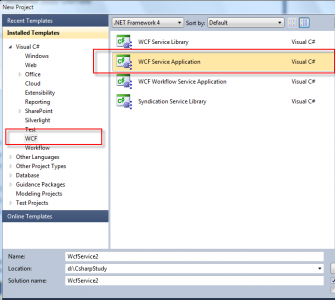 New Project
Recent Templates
.NET Framework 4
Sort by:
Default
Installed Templates
Visual C#
Windows
Web
Office
Cloud
Extensibility
Reporting
SharePoint
Silverlight
Test
WCF
Workflow
Other Languages
Other Project Types
Database
Guidance Packages
Modeling Projects
Test Projects
Online Templates
WCF Service Library Visual C#
WCF Service Application Visual C#
WCF Workflow Service Application Visual C#
Syndication Service Library Visual C#
Name: WcfService2
Location: d:\CsharpStudy
Solution name: WcfService2